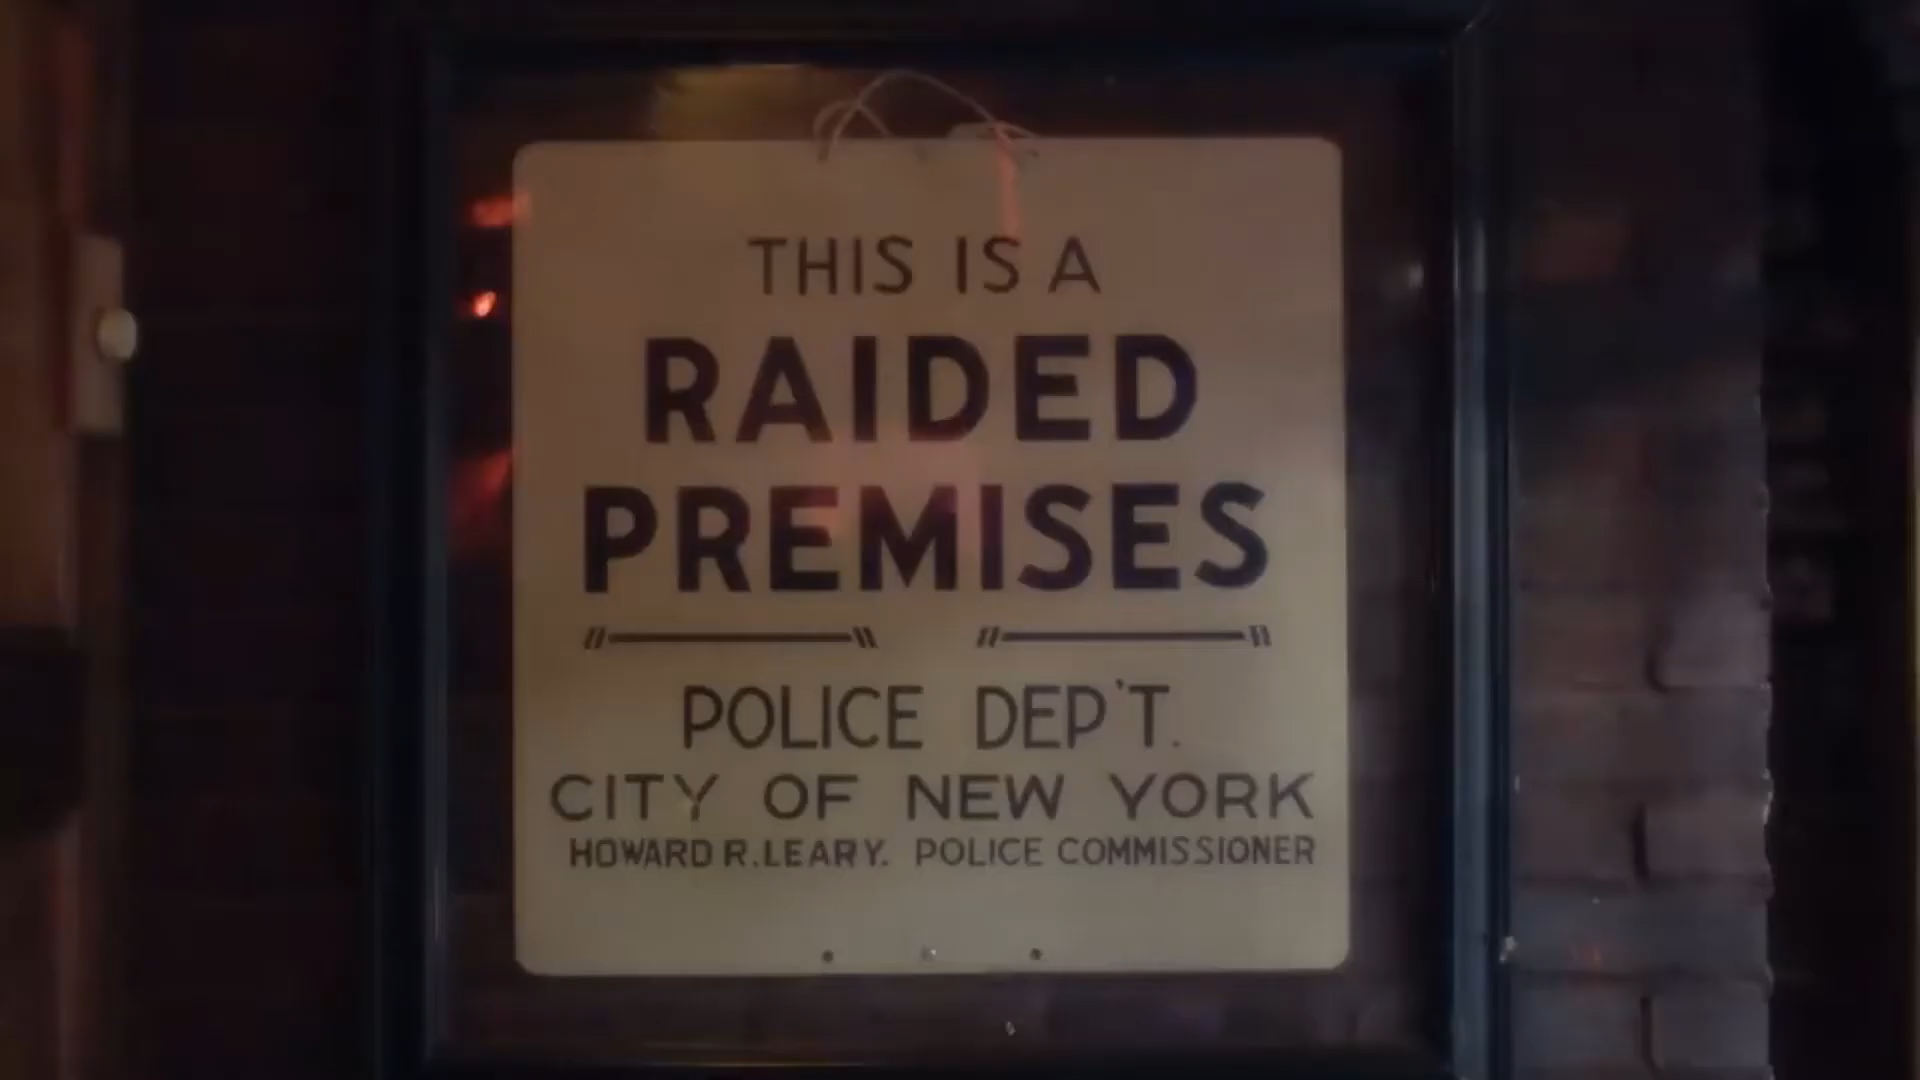 THIS IS A
RAIDED
PREMISES
POLICE DEP'T.
CITY OF NEW YORK
HOWARD R. LEARY. POLICE COMMISSIONER